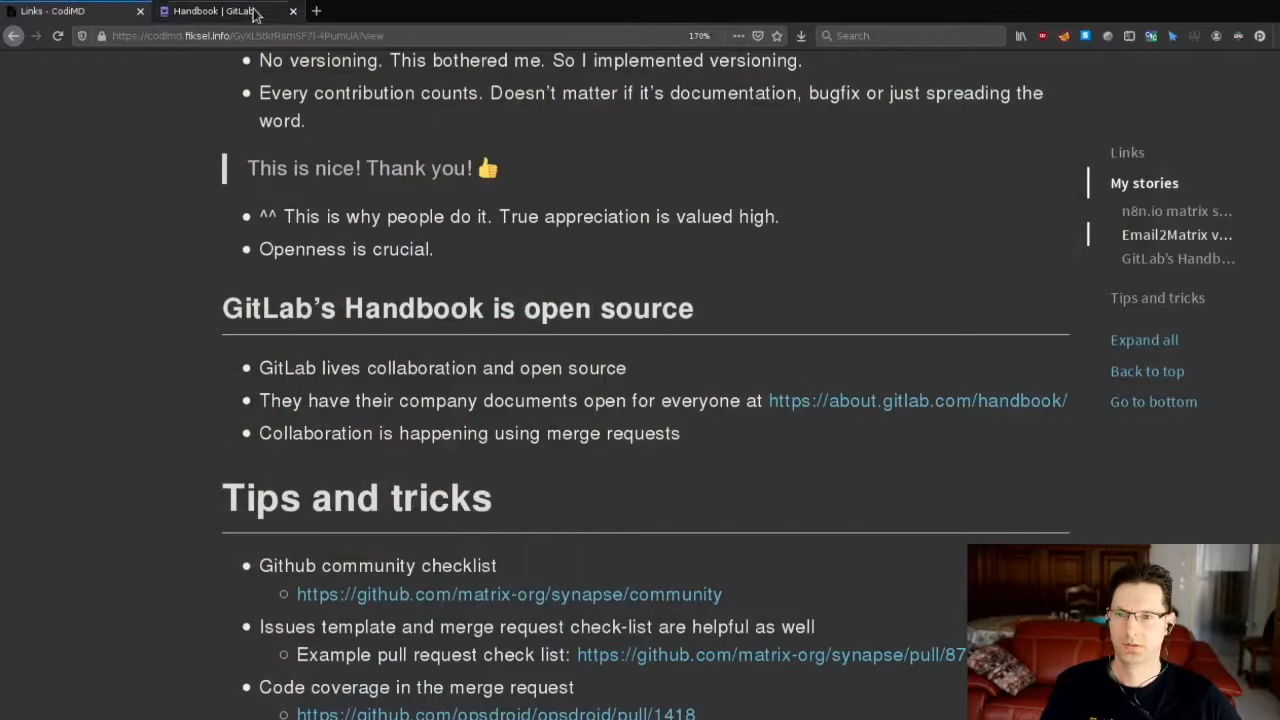 Links - CodiMD
Handbook | GitLab
https://codimd.fiksel.info/GyXL5tkrRsmSF7l-4PumUA?view
170%
Search...
No versioning. This bothered me. So I implemented versioning.
Every contribution counts. Doesn't matter if it's documentation, bugfix or just spreading the
word.
This is nice! Thank you! 👍
^^ This is why people do it. True appreciation is valued high.
Openness is crucial.
GitLab's Handbook is open source
GitLab lives collaboration and open source
They have their company documents open for everyone at https://about.gitlab.com/handbook/
Collaboration is happening using merge requests
Tips and tricks
Github community checklist
https://github.com/matrix-org/synapse/community
Issues template and merge request check-list are helpful as well
Example pull request check list: https://github.com/matrix-org/synapse/pull/87
Code coverage in the merge request
https://github.com/opsdroid/opsdroid/pull/1418
Links
My stories
n8n.io matrix s...
Email2Matrix v...
GitLab's Handb...
Tips and tricks
Expand all
Back to top
Go to bottom